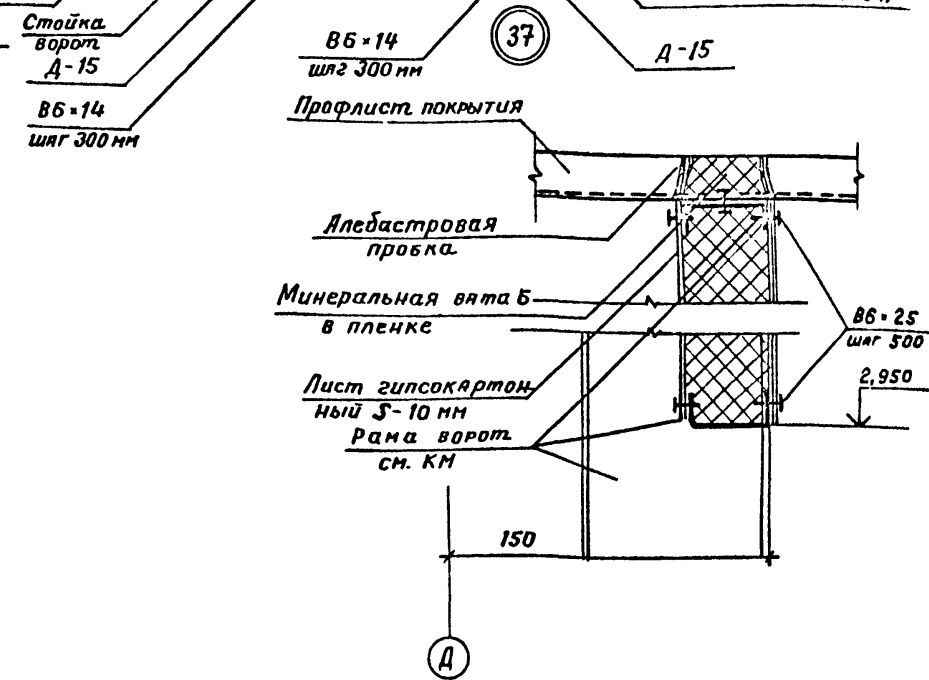 Стойка
ворот
Д-15
В6×14
шаг 300 мм
В6×14
шаг 300 мм
37
Д-15
Профлист покрытия
Алебастровая
пробка
Минеральная вата Б
в пленке
Лист гипсокартон
ный S-10 мм
Рама ворот
см. КМ
В6×25
шаг 500
2,950
150
Д